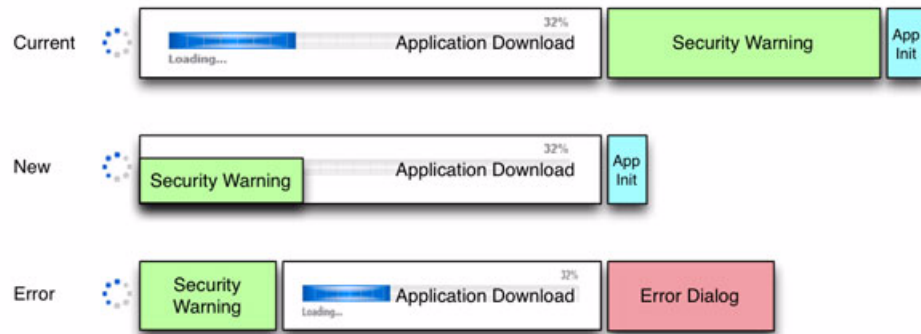 Current
32%
Application Download
Loading...
Security Warning
App
Init
New
32%
Application Download
Security Warning
App
Init
Error
Security
Warning
32%
Application Download
Loading...
Error Dialog